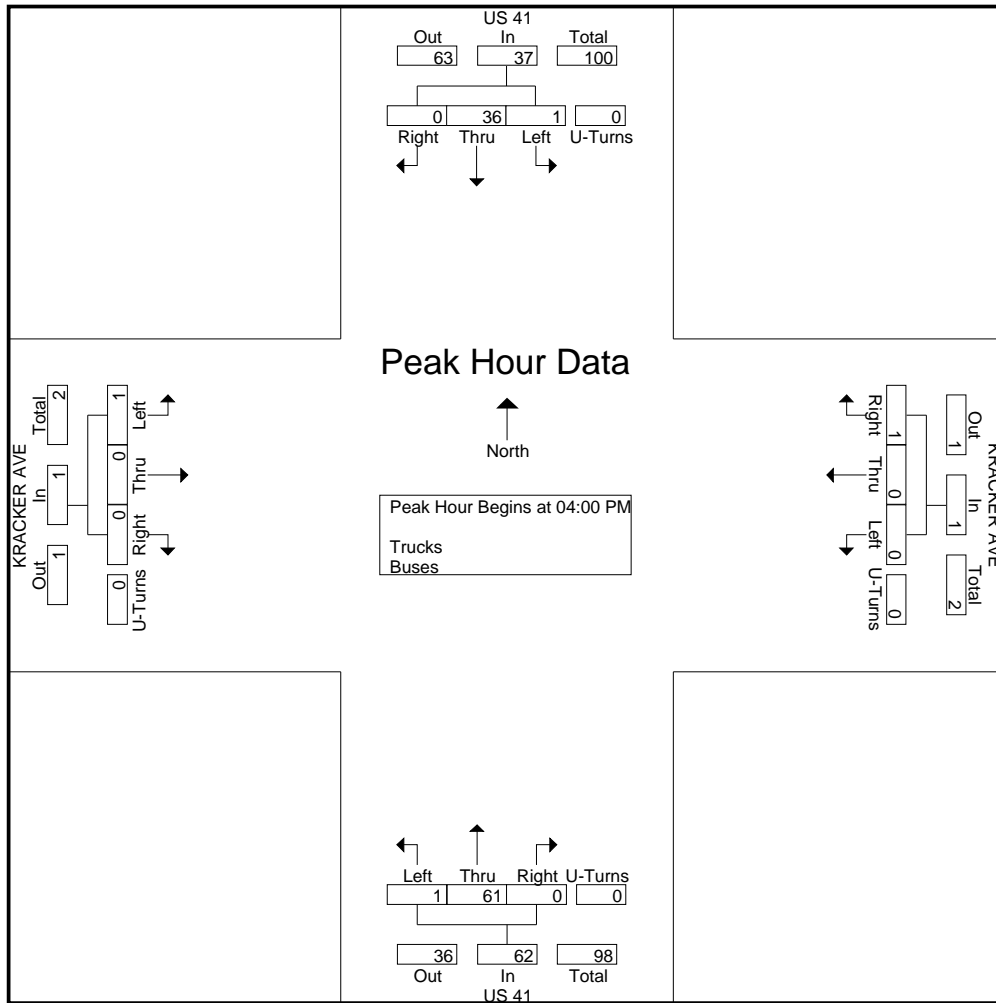 US 41
Out In Total
63 37 100
0 36 1 0
Right Thru Left U-Turns
Peak Hour Data
North
Peak Hour Begins at 04:00 PM
Trucks
Buses
KRACKER AVE
Total In Out
2 1 1
1 0 0 0
Left Thru Right U-Turns
Right Thru Left U-Turns
1 0 0 0
Out In Total
1 1 2
KRACKER AVE
Left Thru Right U-Turns
1 61 0 0
36 62 98
Out In Total
US 41